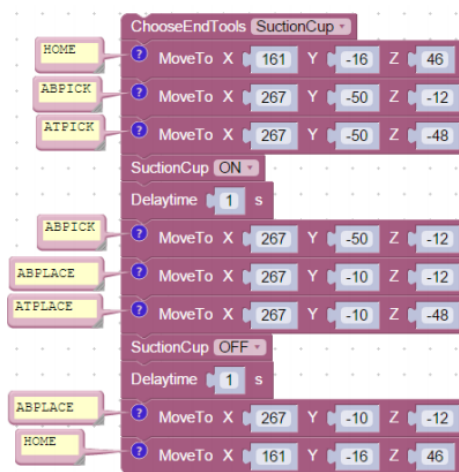 ChooseEndTools SuctionCup
HOME ? MoveTo X 161 Y -16 Z 46
ABPICK ? MoveTo X 267 Y -50 Z -12
ATPICK ? MoveTo X 267 Y -50 Z -48
SuctionCup ON
Delaytime 1 s
ABPICK ? MoveTo X 267 Y -50 Z -12
ABPLACE ? MoveTo X 267 Y -10 Z -12
ATPLACE ? MoveTo X 267 Y -10 Z -48
SuctionCup OFF
Delaytime 1 s
ABPLACE ? MoveTo X 267 Y -10 Z -12
HOME ? MoveTo X 161 Y -16 Z 46